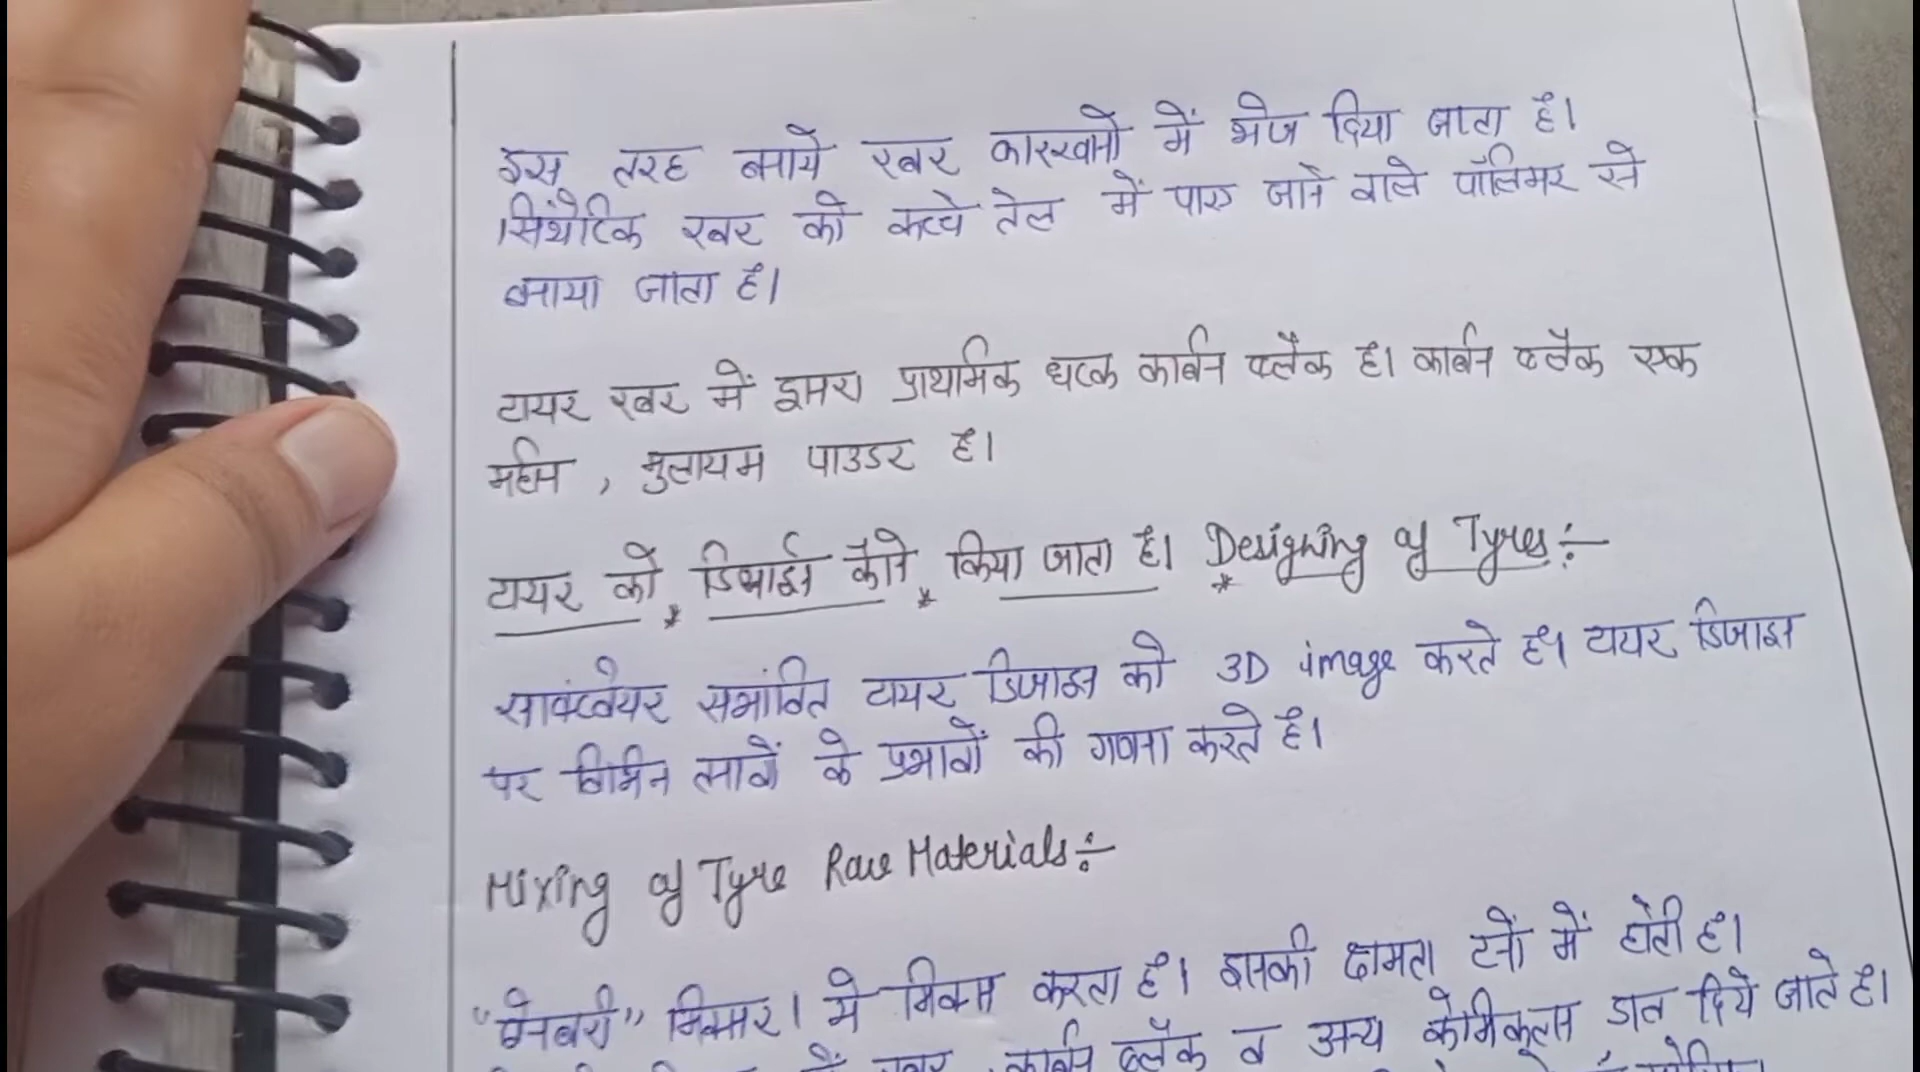 इस तरह बनाये रबर कारखानों में भेज दिया जाता है।
सिंथेटिक रबर को कच्चे तेल में पाए जाने वाले पॉलिमर से
बनाया जाता है।
टायर रबर में दूसरा प्राथमिक घटक कार्बन ब्लैक है। कार्बन ब्लैक एक
महीन, मुलायम पाउडर है।
टायर को डिजाईन कैसे किया जाता है। Designing of Tyres:-
साफ्टवेयर सभांवित टायर डिजाइन को 3D image करते है। टायर डिजाइन
पर विभिन के प्रभावों की गणना करते है।
Mixing of Tyre Raw Materials:-
"बेनबरी" मिक्सर। में मिक्स करता है। इसकी क्षमता टनों में होती है।
रबर, कार्बन ब्लैक व अन्य केमिकल्स डाल दिये जाते है।